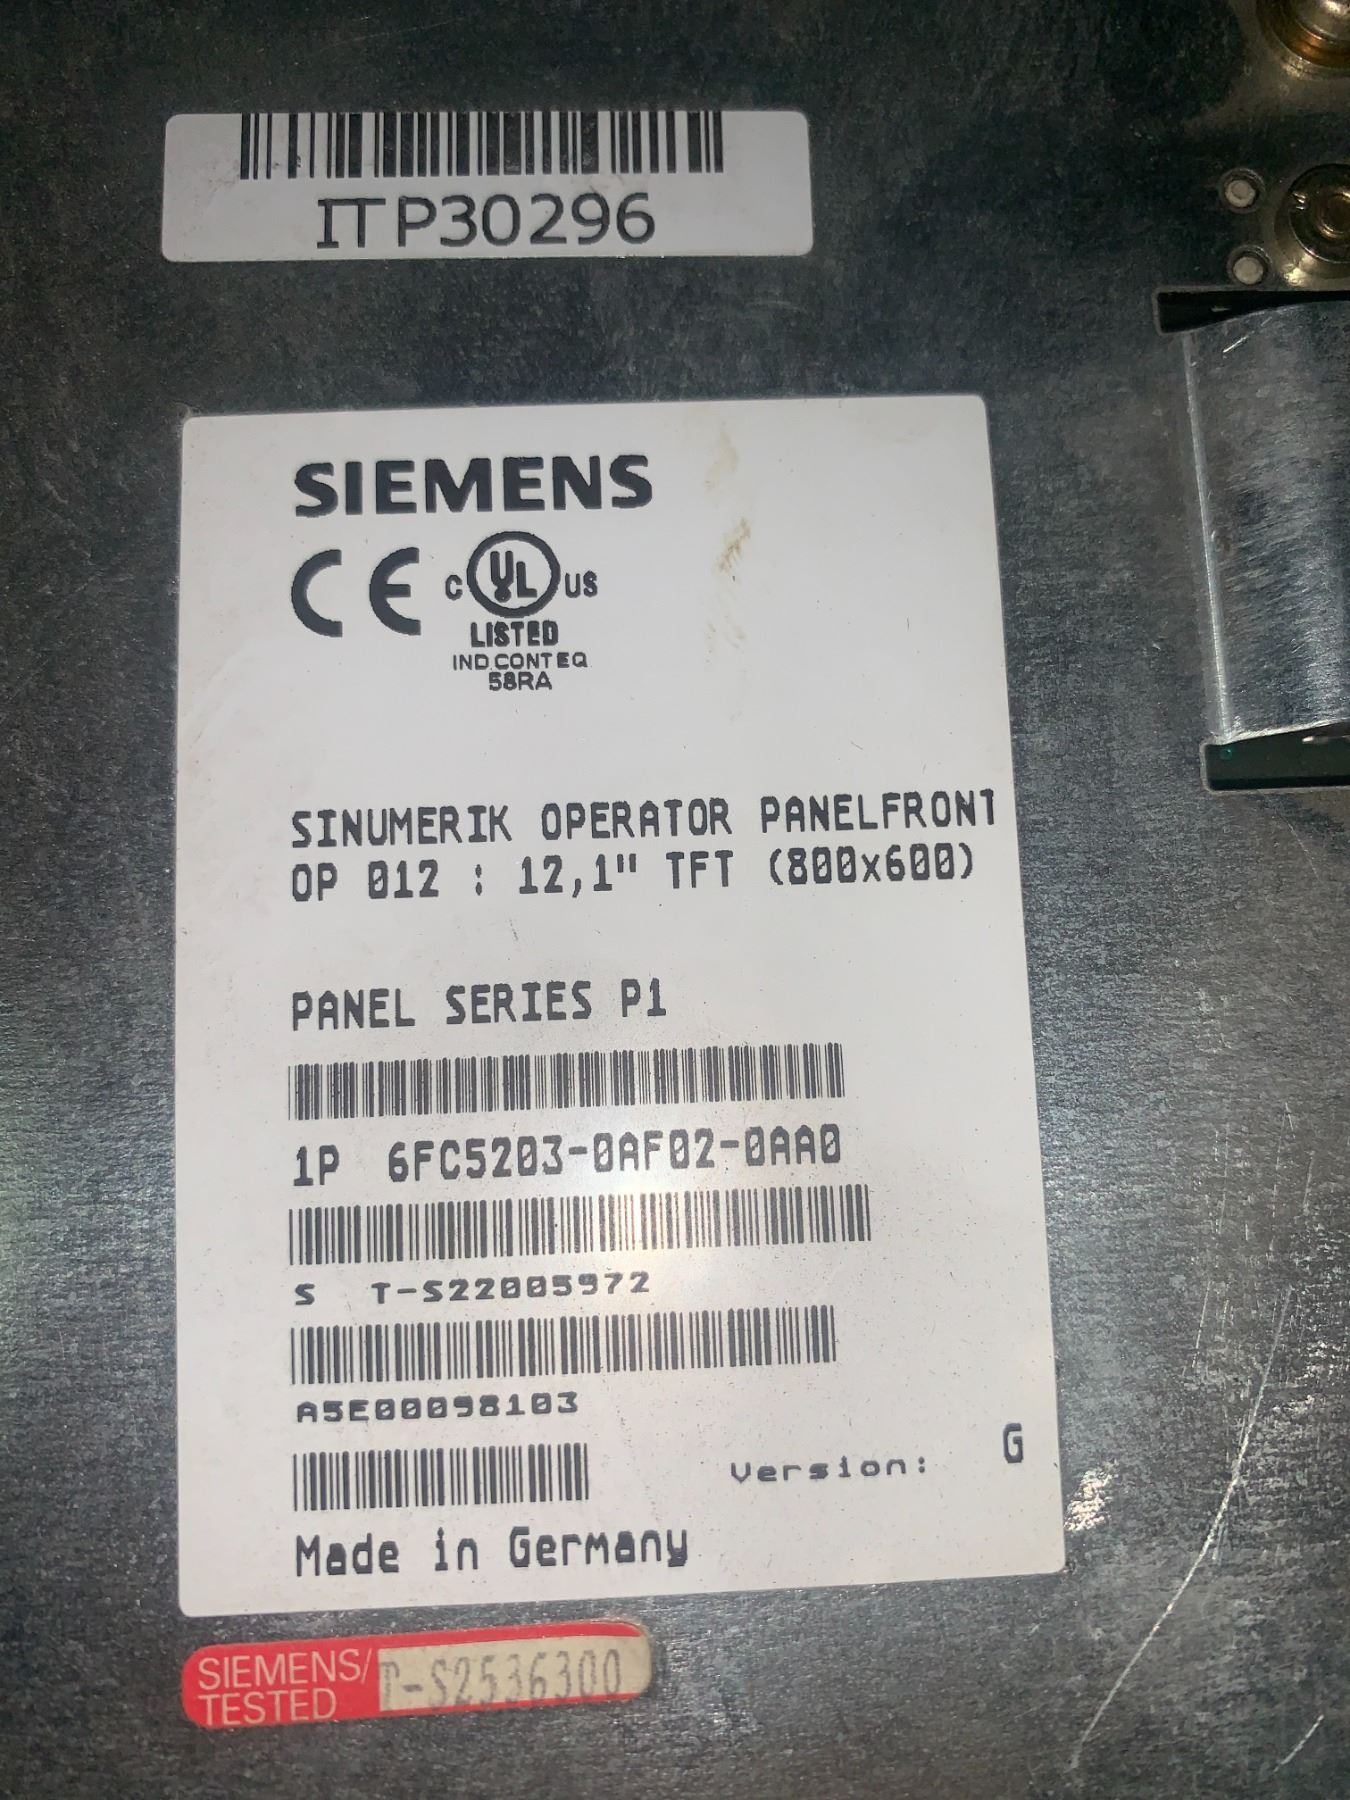 ITP30296
SIEMENS
CE C UL US
LISTED
IND.CONT.EQ
58RA
SINUMERIK OPERATOR PANELFRONT
OP 012 : 12,1" TFT (800x600)
PANEL SERIES P1
1P 6FC5203-0AF02-0AA0
S T-S22005972
A5E00098103
Version: G
Made in Germany
SIEMENS/
TESTED T-S2536300